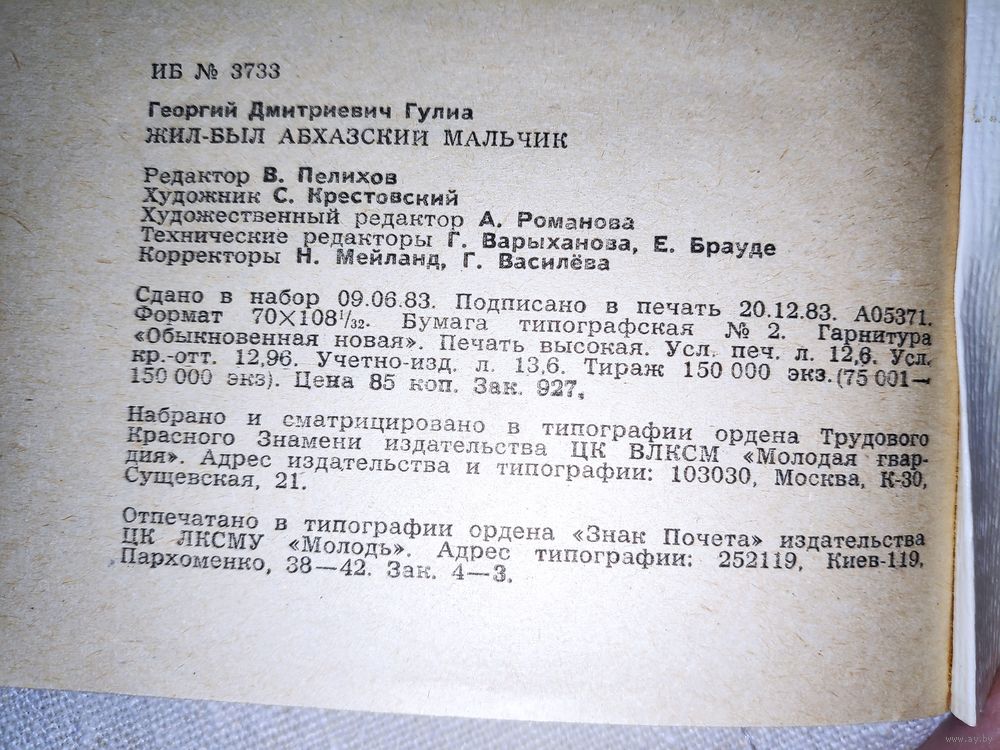 ИБ № 3733
Георгий Дмитриевич Гулиа
ЖИЛ-БЫЛ АБХАЗСКИЙ МАЛЬЧИК
Редактор В. Пелихов
Художник С. Крестовский
Художественный редактор А. Романова
Технические редакторы Г. Варыханова, Е. Брауде
Корректоры Н. Мейланд, Г. Василёва
Сдано в набор 09.06.83. Подписано в печать 20.12.83. А05371.
Формат 70×108¹/₃₂. Бумага типографская № 2. Гарнитура
«Обыкновенная новая». Печать высокая. Усл. печ. л. 12,6. Усл.
кр.-отт. 12,96. Учетно-изд. л. 13,6. Тираж 150 000 экз. (75 001—
150 000 экз). Цена 85 коп. Зак. 927.
Набрано и сматрицировано в типографии ордена Трудового
Красного Знамени издательства ЦК ВЛКСМ «Молодая гвар-
дия». Адрес издательства и типографии: 103030, Москва, К-30,
Сущевская, 21.
Отпечатано в типографии ордена «Знак Почета» издательства
ЦК ЛКСМУ «Молодь». Адрес типографии: 252119, Киев-119,
Пархоменко, 38—42. Зак. 4—3.
www.ay.by